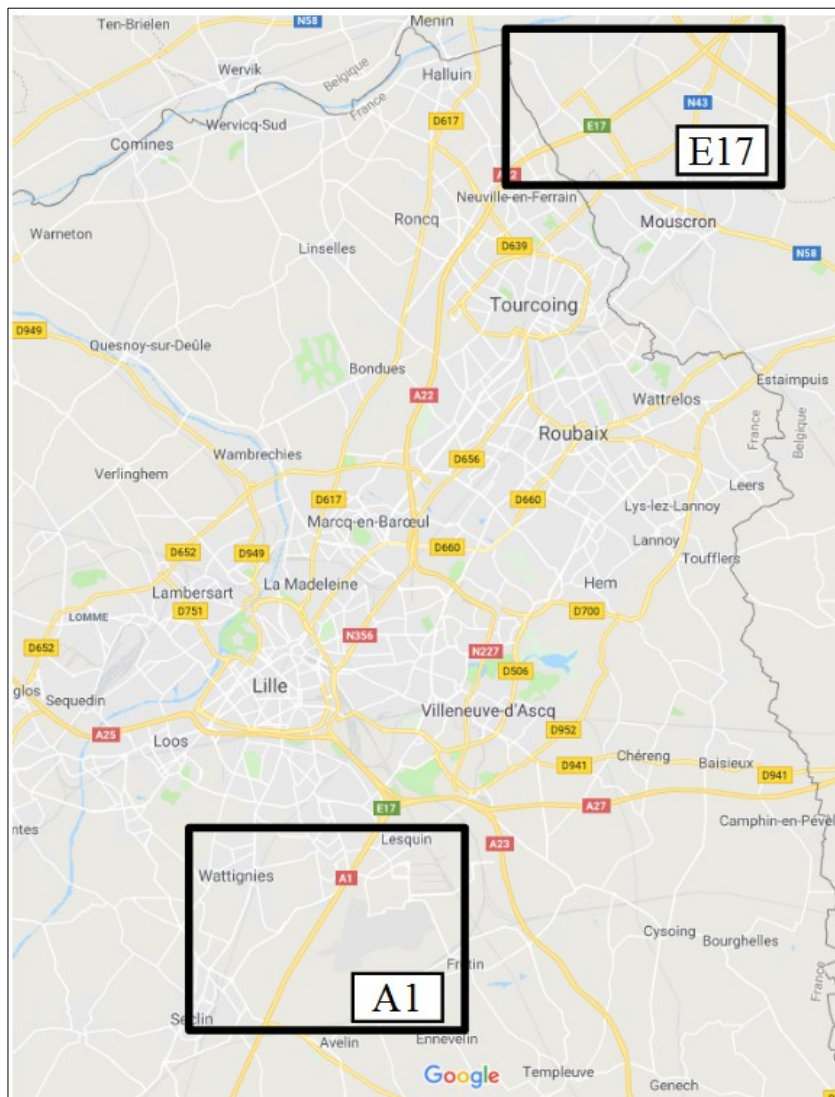 Ten-Brielen
N58
Menin
Wervik
Belgique
France
Halluin
N43
Wervicq-Sud
D617
E17
Comines
E17
Neuville-en-Ferrain
Roncq
Mouscron
Warneton
Linselles
D639
N58
Tourcoing
D949
Quesnoy-sur-Deûle
Bondues
Estaimpuis
A22
Wattrelos
France
Belgique
Roubaix
Wambrechies
D656
Verlinghem
Leers
D617
D660
Lys-lez-Lannoy
Marcq-en-Barœul
Lannoy
D652
D949
D660
Toufflers
La Madeleine
Hem
Lambersart
D751
D700
LOMME
N356
D652
N227
D506
Lille
Sequedin
glos
Villeneuve-d'Ascq
A25
D952
Loos
Chéreng
D941
Baisieux
D941
E17
A27
Camphin-en-Pévèl
ntes
Lesquin
A23
Wattignies
A1
Cysoing
Bourghelles
Fretin
France
A1
Seclin
Avelin
Ennevelin
Google
Templeuve
Genech